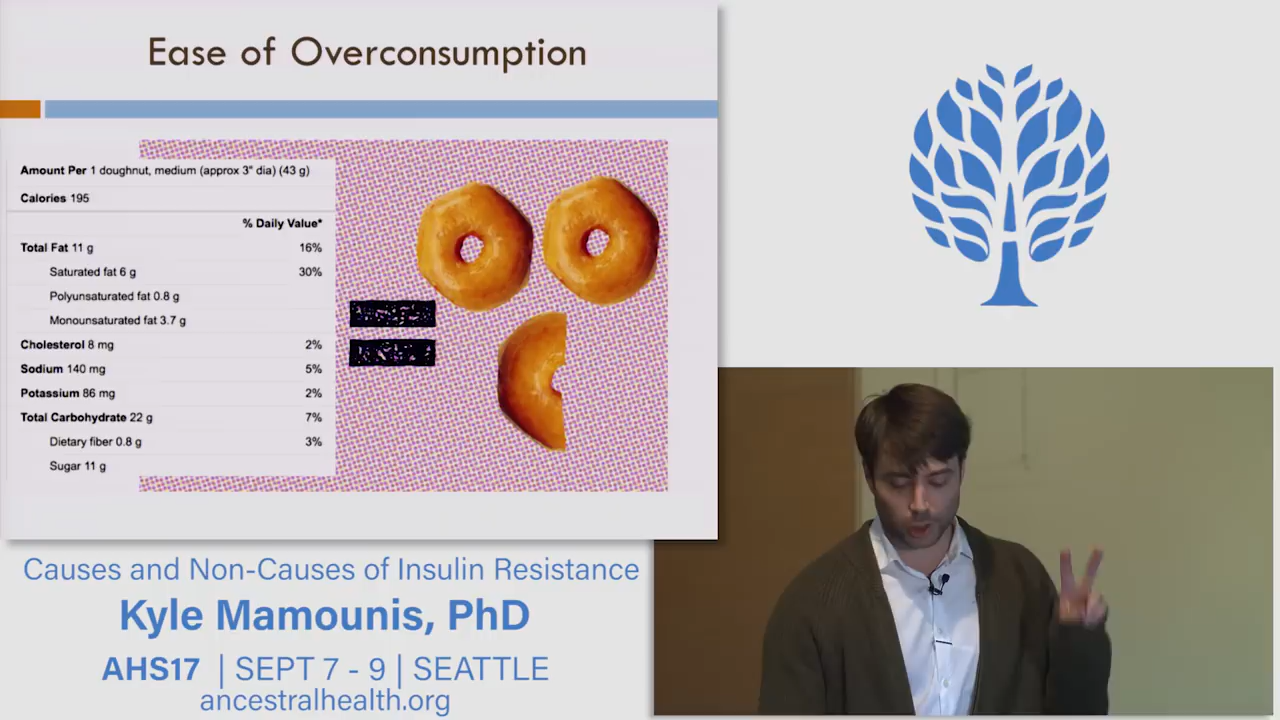 Ease of Overconsumption
Amount Per 1 doughnut, medium (approx 3" dia) (43 g)
Calories 195
% Daily Value*
Total Fat 11 g 16%
Saturated fat 6 g 30%
Polyunsaturated fat 0.8 g
Monounsaturated fat 3.7 g
Cholesterol 8 mg 2%
Sodium 140 mg 5%
Potassium 86 mg 2%
Total Carbohydrate 22 g 7%
Dietary fiber 0.8 g 3%
Sugar 11 g
Causes and Non-Causes of Insulin Resistance
Kyle Mamounis, PhD
AHS17 | SEPT 7 - 9 | SEATTLE
ancestralhealth.org